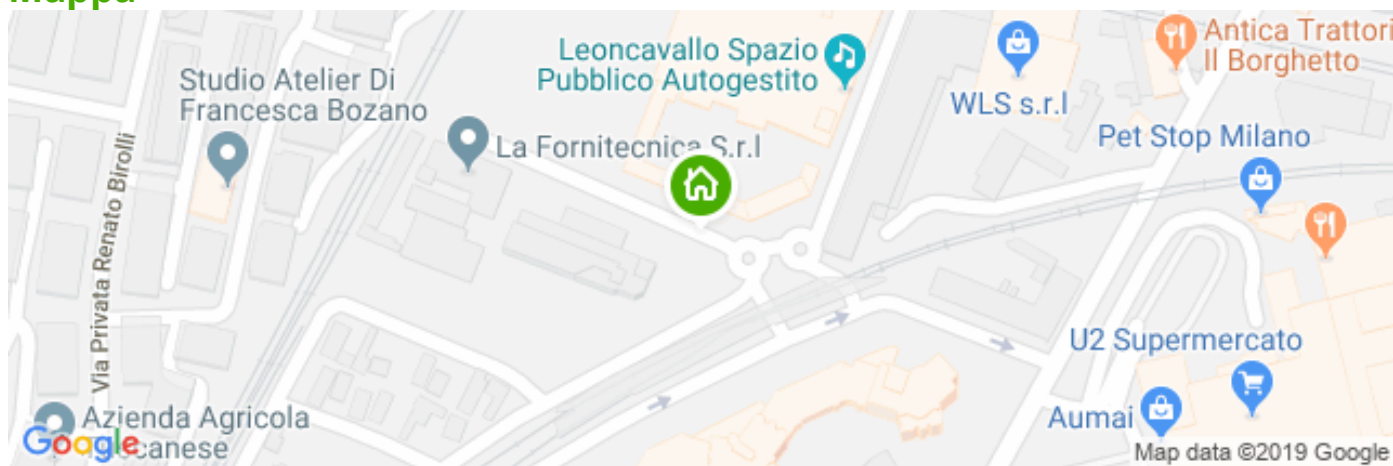 Mappa
Studio Atelier Di
Francesca Bozano
Leoncavallo Spazio
Pubblico Autogestito
La Fornitecnica S.r.l
WLS s.r.l
Antica Trattori
Il Borghetto
Pet Stop Milano
Via Privata Renato Birolli
U2 Supermercato
Aumai
Azienda Agricola
canese
Google
Map data ©2019 Google